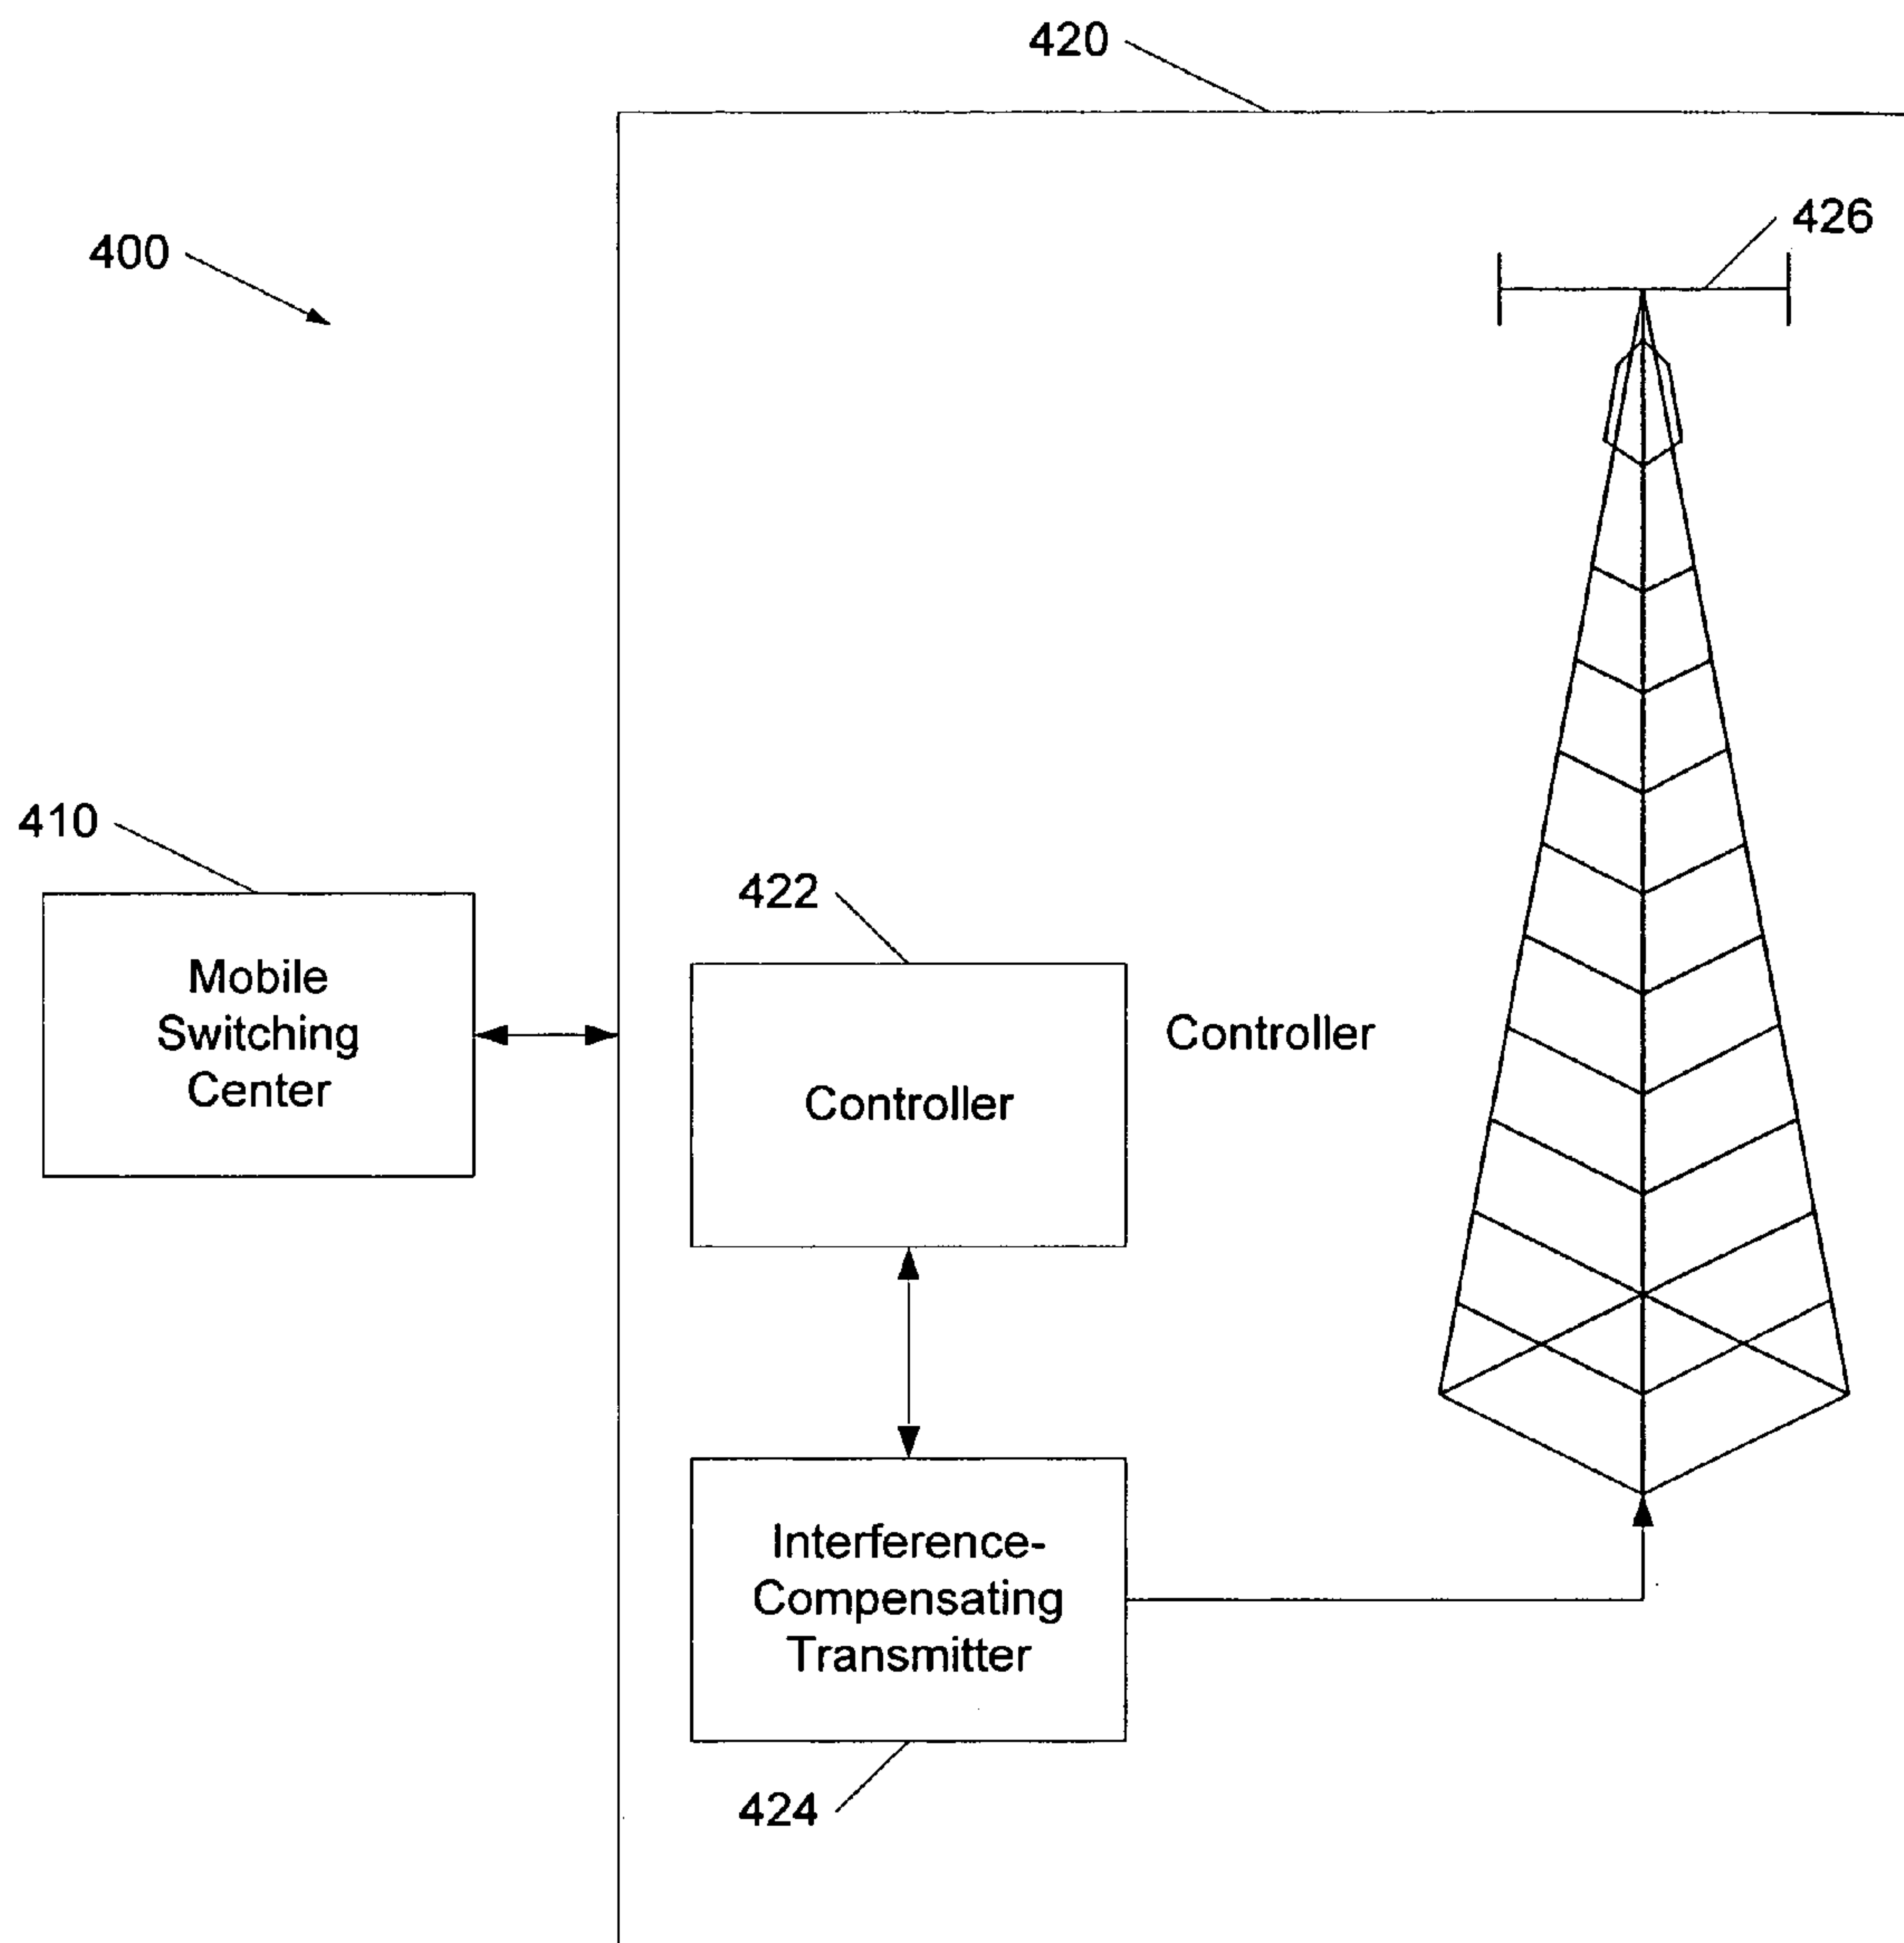 420
400
426
410
Mobile
Switching
Center
422
Controller
Controller
Interference-
Compensating
Transmitter
424